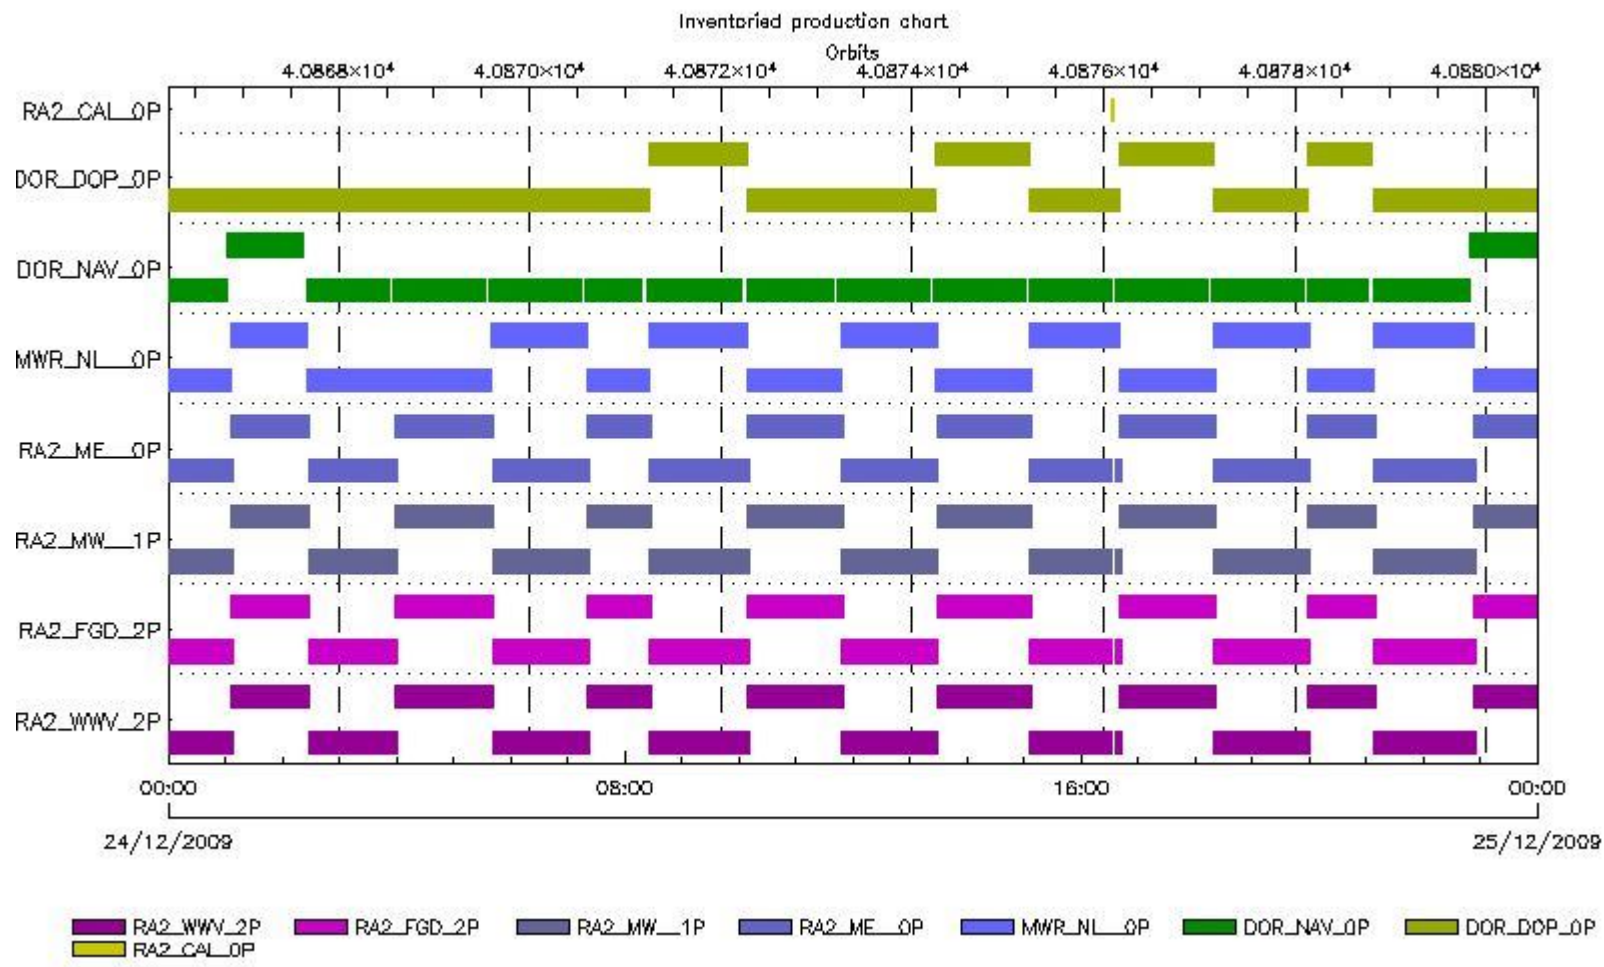 Inventoried production chart
Orbits
4.0868×10⁴ 4.0870×10⁴ 4.0872×10⁴ 4.0874×10⁴ 4.0876×10⁴ 4.0878×10⁴ 4.0880×10⁴
RA2_CAL_0P
DOR_DOP_0P
DOR_NAV_0P
MWR_NL__0P
RA2_ME__0P
RA2_MW__1P
RA2_FGD_2P
RA2_WWV_2P
00:00 08:00 16:00 00:00
24/12/2009 25/12/2009
RA2_WWV_2P RA2_FGD_2P RA2_MW__1P RA2_ME__0P MWR_NL__0P DOR_NAV_0P DOR_DOP_0P
RA2_CAL_0P